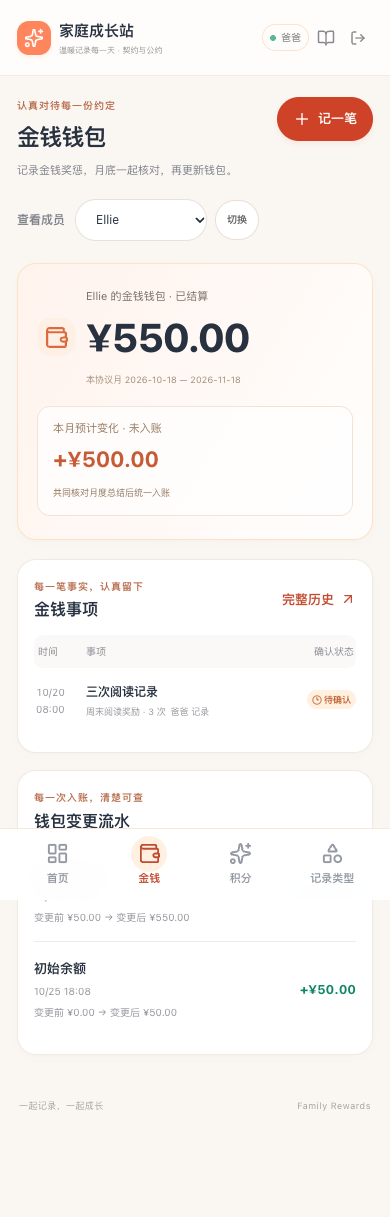 家庭成长站
温暖记录每一天 · 契约与公约
爸爸
认真对待每一份约定
金钱钱包
记一笔
记录金钱奖惩，月底一起核对，再更新钱包。
查看成员
Ellie
切换
Ellie 的金钱钱包 · 已结算
¥550.00
本协议月 2026-10-18 — 2026-11-18
本月预计变化 · 未入账
+¥500.00
共同核对月度总结后统一入账
每一笔事实，认真留下
金钱事项
完整历史
时间 事项 确认状态
10/20
08:00
三次阅读记录
周末阅读奖励 · 3 次 爸爸 记录
待确认
每一次入账，清楚可查
钱包变更流水
首页
金钱
积分
记录类型
变更前 ¥50.00 → 变更后 ¥550.00
初始余额
10/25 18:08
+¥50.00
变更前 ¥0.00 → 变更后 ¥50.00
一起记录，一起成长
Family Rewards